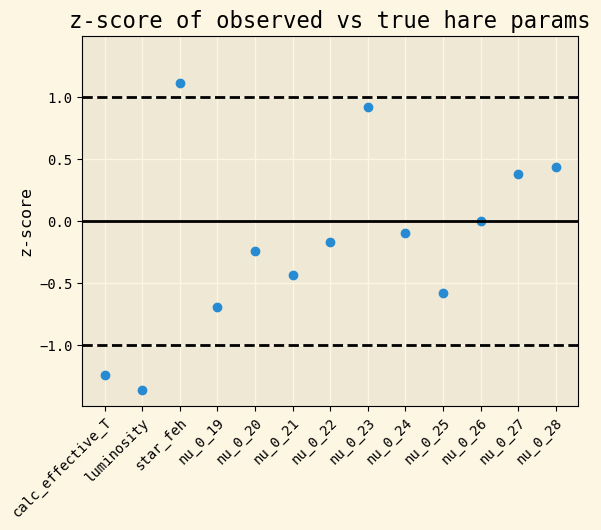 z-score of observed vs true hare params
z-score
1.0
0.5
0.0
−0.5
−1.0
calc_effective_T
luminosity
star_feh
nu_0_19
nu_0_20
nu_0_21
nu_0_22
nu_0_23
nu_0_24
nu_0_25
nu_0_26
nu_0_27
nu_0_28